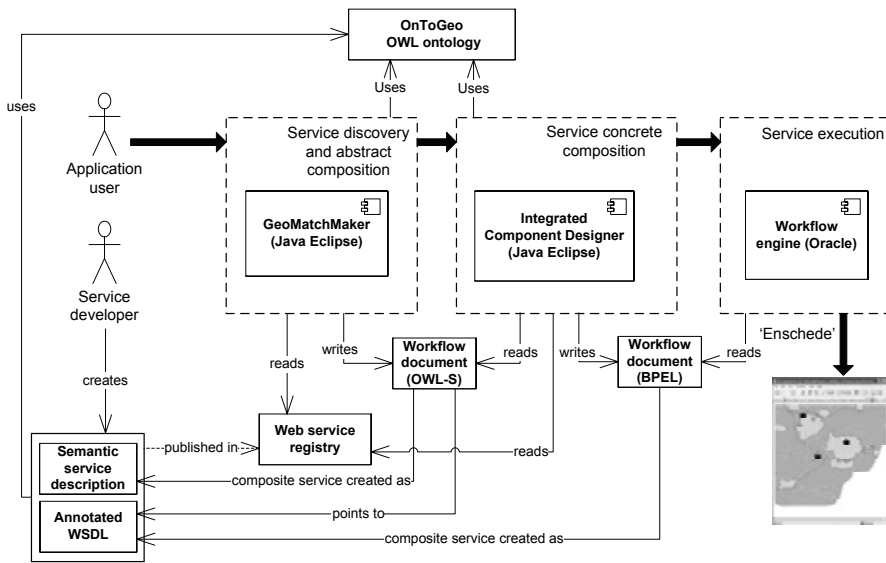 OnToGeo
OWL ontology
uses
Uses
Uses
Application
user
Service discovery
and abstract
composition
Service concrete
composition
Service execution
GeoMatchMaker
(Java Eclipse)
Integrated
Component Designer
(Java Eclipse)
Workflow
engine (Oracle)
Service
developer
creates
reads
writes
Workflow
document
(OWL-S)
reads
writes
Workflow
document
(BPEL)
reads
‘Enschede’
Semantic
service
description
published in
Web service
registry
reads
composite service created as
Annotated
WSDL
points to
composite service created as